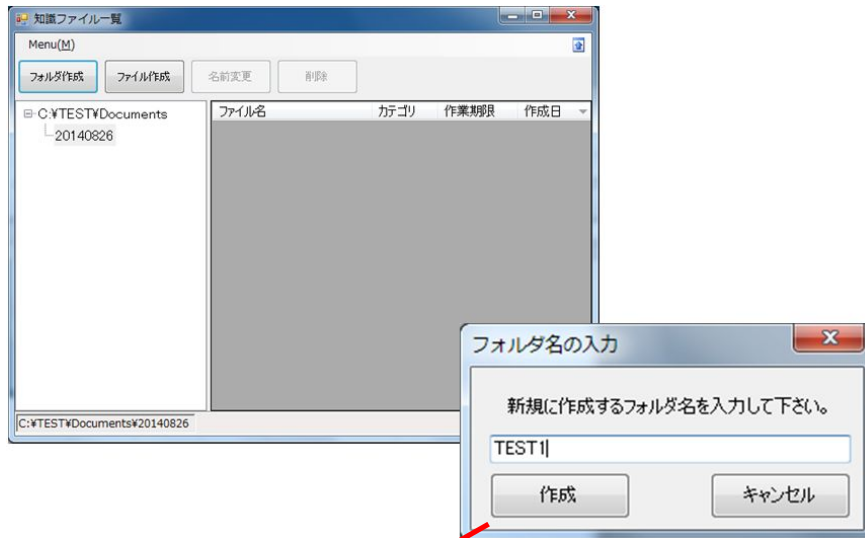 知識ファイル一覧
Menu(M)
フォルダ作成 ファイル作成 名前変更 削除
C:¥TEST¥Documents
20140826
ファイル名 カテゴリ 作業期限 作成日
C:¥TEST¥Documents¥20140826
フォルダ名の入力
新規に作成するフォルダ名を入力して下さい。
TEST1
作成 キャンセル